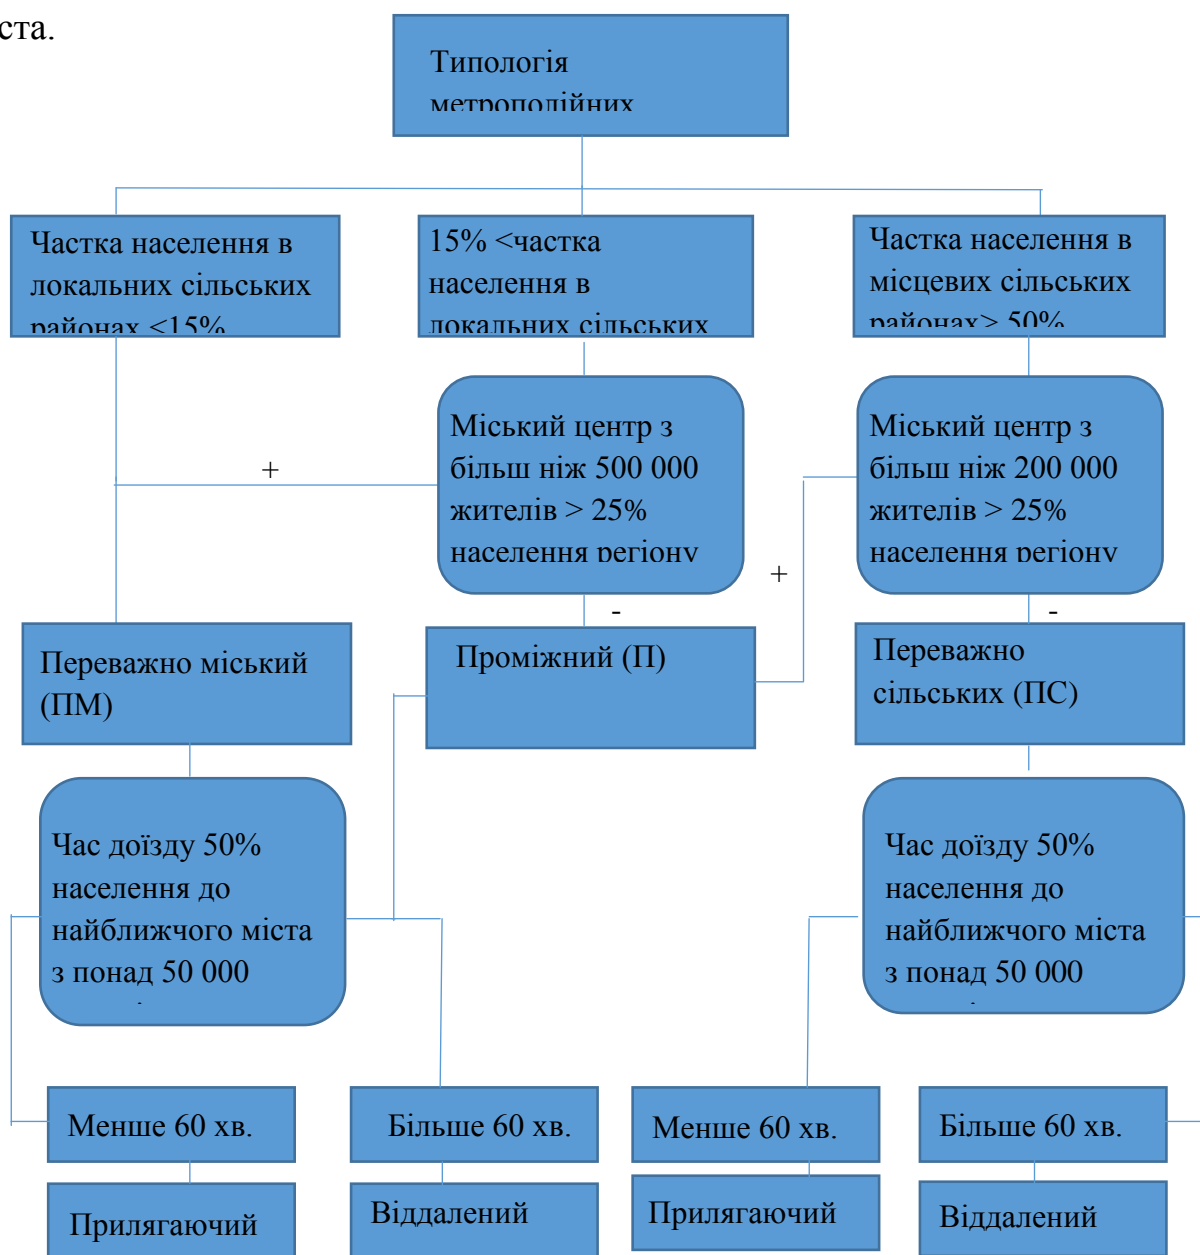 ста.
Типологія
метрополійних
Частка населення в
локальних сільських
районах <15%
15% <частка
населення в
локальних сільських
Частка населення в
місцевих сільських
районах> 50%
Міський центр з
більш ніж 500 000
жителів > 25%
населення регіону
Міський центр з
більш ніж 200 000
жителів > 25%
населення регіону
+
+
-
-
Переважно міський
(ПМ)
Проміжний (П)
Переважно
сільських (ПС)
Час доїзду 50%
населення до
найближчого міста
з понад 50 000
Час доїзду 50%
населення до
найближчого міста
з понад 50 000
Менше 60 хв.
Більше 60 хв.
Менше 60 хв.
Більше 60 хв.
Прилягаючий
Віддалений
Прилягаючий
Віддалений